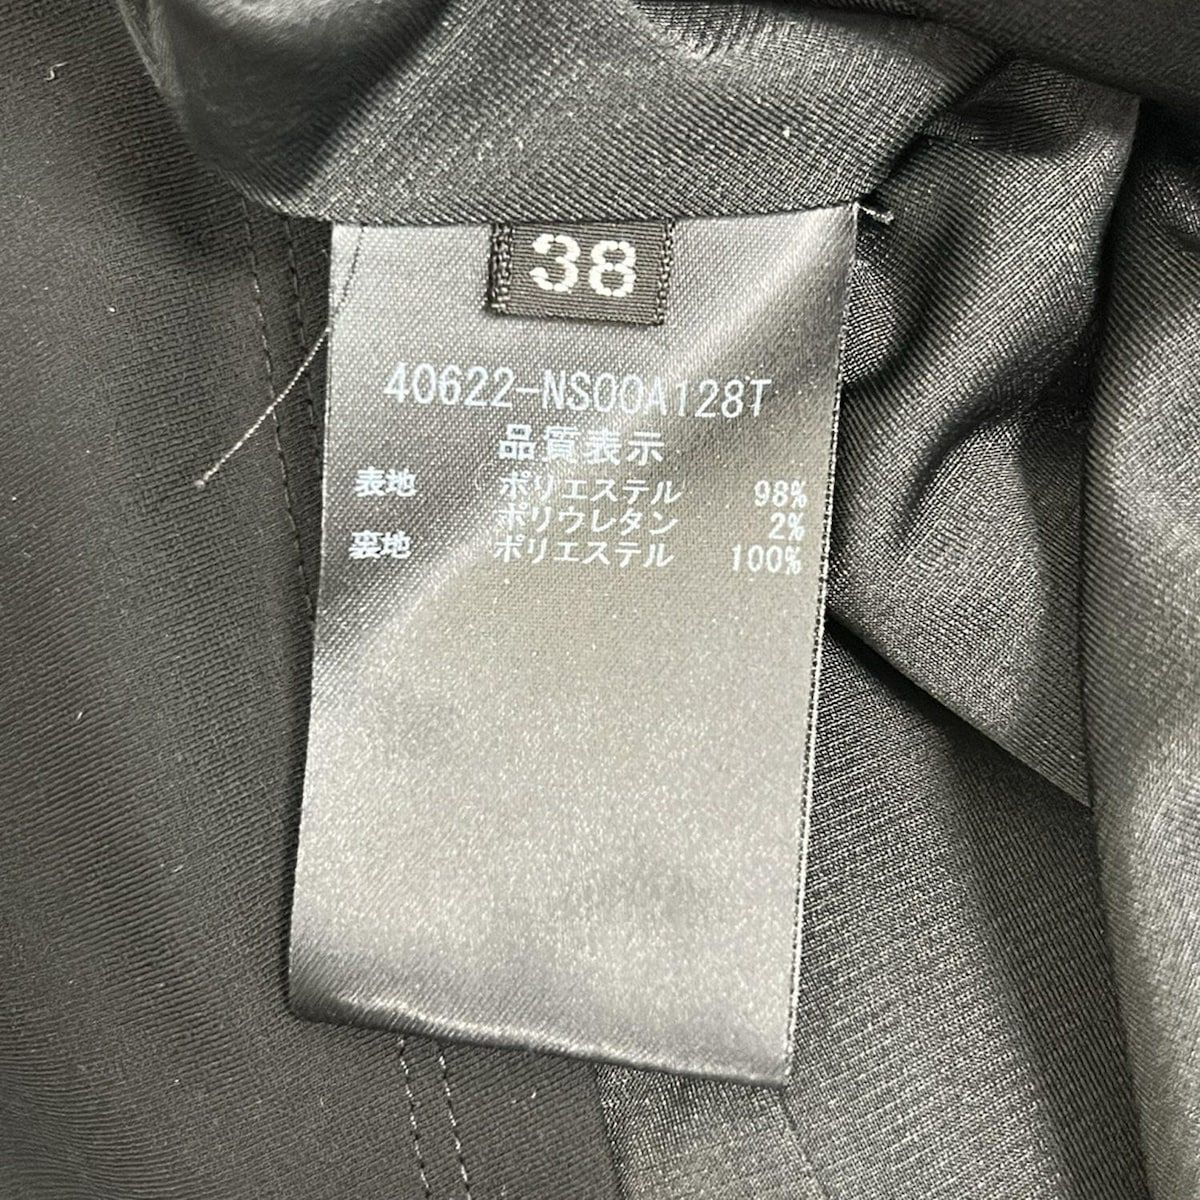 38
40622-NS00A128T
品質表示
表地 ポリエステル 98%
ポリウレタン 2%
裏地 ポリエステル 100%